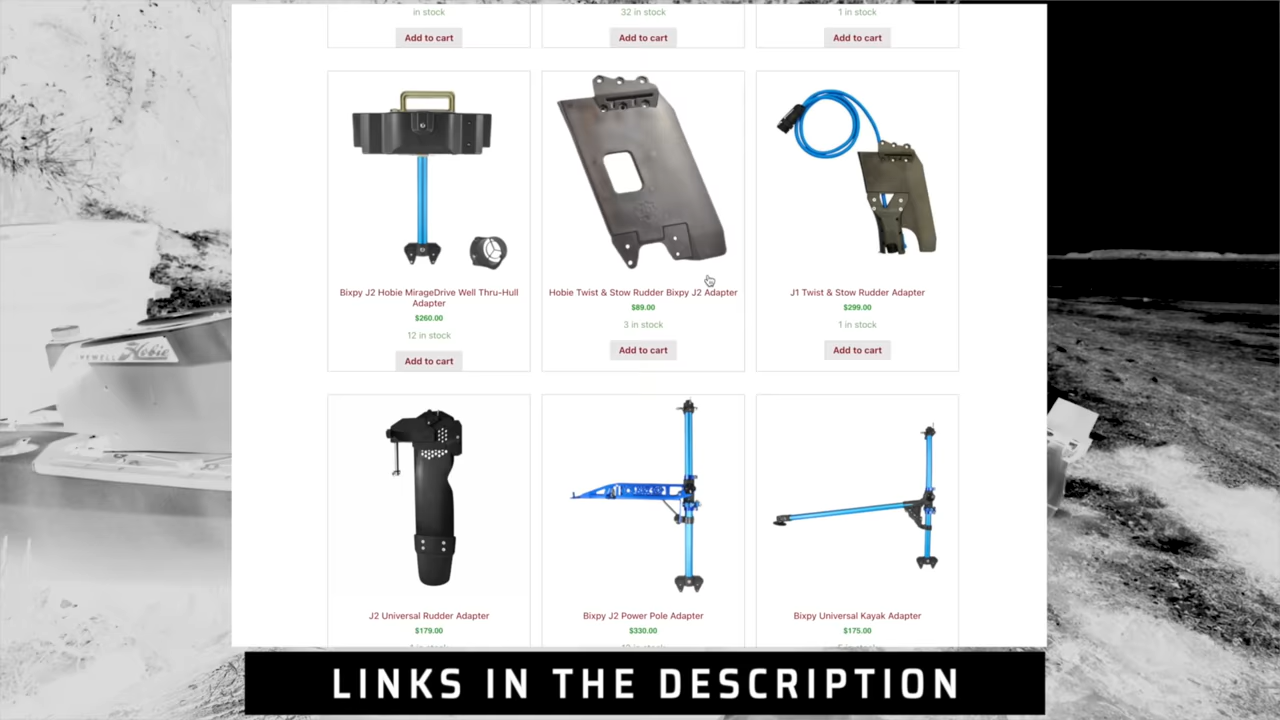 in stock
32 in stock
1 in stock
Add to cart
Add to cart
Add to cart
Bixpy J2 Hobie MirageDrive Well Thru-Hull
Adapter
$260.00
12 in stock
Add to cart
Hobie Twist & Stow Rudder Bixpy J2 Adapter
$89.00
3 in stock
Add to cart
J1 Twist & Stow Rudder Adapter
$299.00
1 in stock
Add to cart
Hobie
J2 Universal Rudder Adapter
$179.00
Bixpy J2 Power Pole Adapter
$330.00
Bixpy Universal Kayak Adapter
$175.00
LINKS IN THE DESCRIPTION